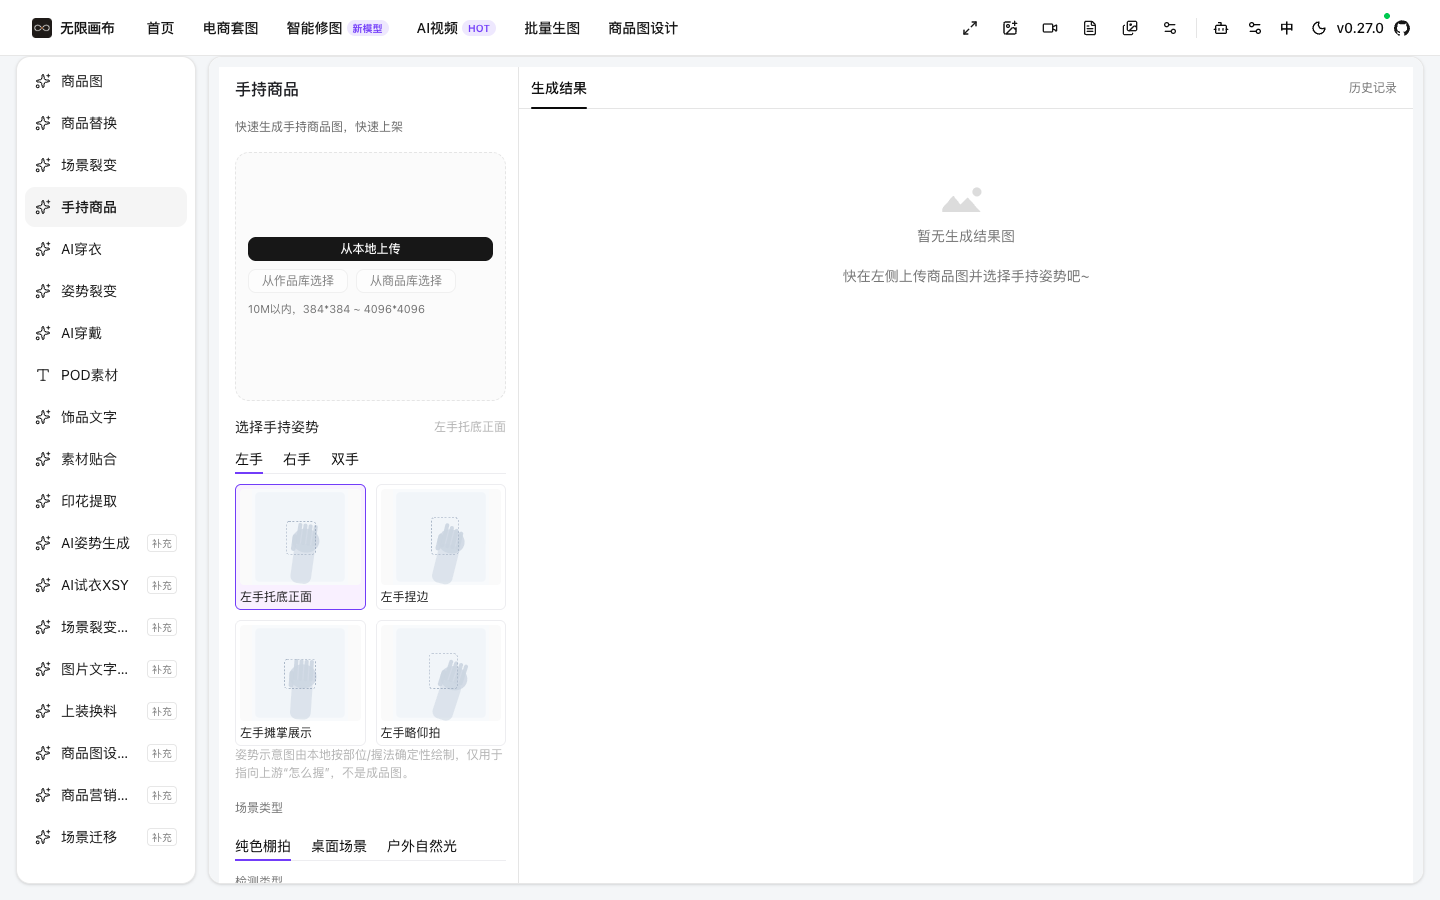 无限画布
首页
电商套图
智能修图 新模型
AI视频 HOT
批量生图
商品图设计
中
v0.27.0
商品图
商品替换
场景裂变
手持商品
AI穿衣
姿势裂变
AI穿戴
POD素材
饰品文字
素材贴合
印花提取
AI姿势生成 补充
AI试衣XSY 补充
场景裂变... 补充
图片文字... 补充
上装换料 补充
商品图设... 补充
商品营销... 补充
场景迁移 补充
手持商品
快速生成手持商品图，快速上架
从本地上传
从作品库选择 从商品库选择
10M以内，384*384 ~ 4096*4096
选择手持姿势 左手托底正面
左手 右手 双手
左手托底正面 左手捏边
左手摊掌展示 左手略仰拍
姿势示意图由本地按部位/握法确定性绘制，仅用于
指向上游“怎么握”，不是成品图。
场景类型
纯色棚拍 桌面场景 户外自然光
检测类型
生成结果 历史记录
暂无生成结果图
快在左侧上传商品图并选择手持姿势吧~